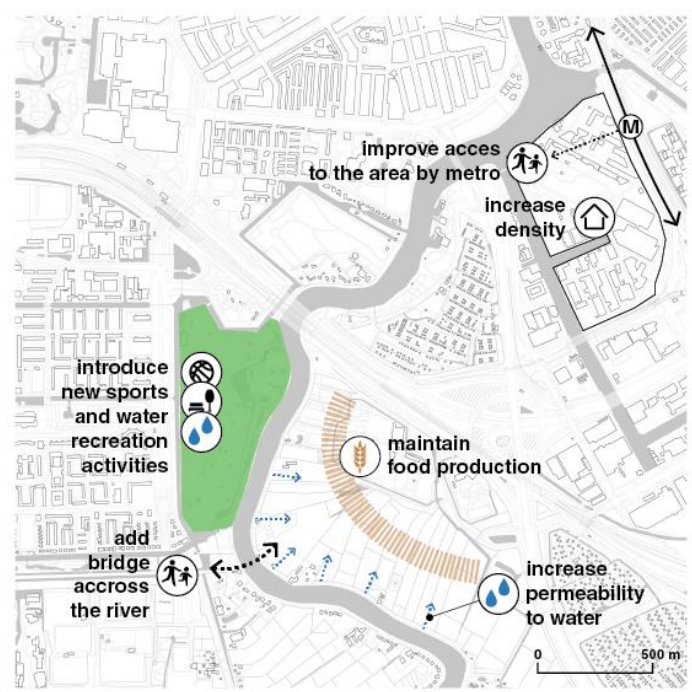 improve acces
to the area by metro
M
increase
density
introduce
new sports
and water
recreation
activities
maintain
food production
add
bridge
accross
the river
increase
permeability
to water
0 500 m